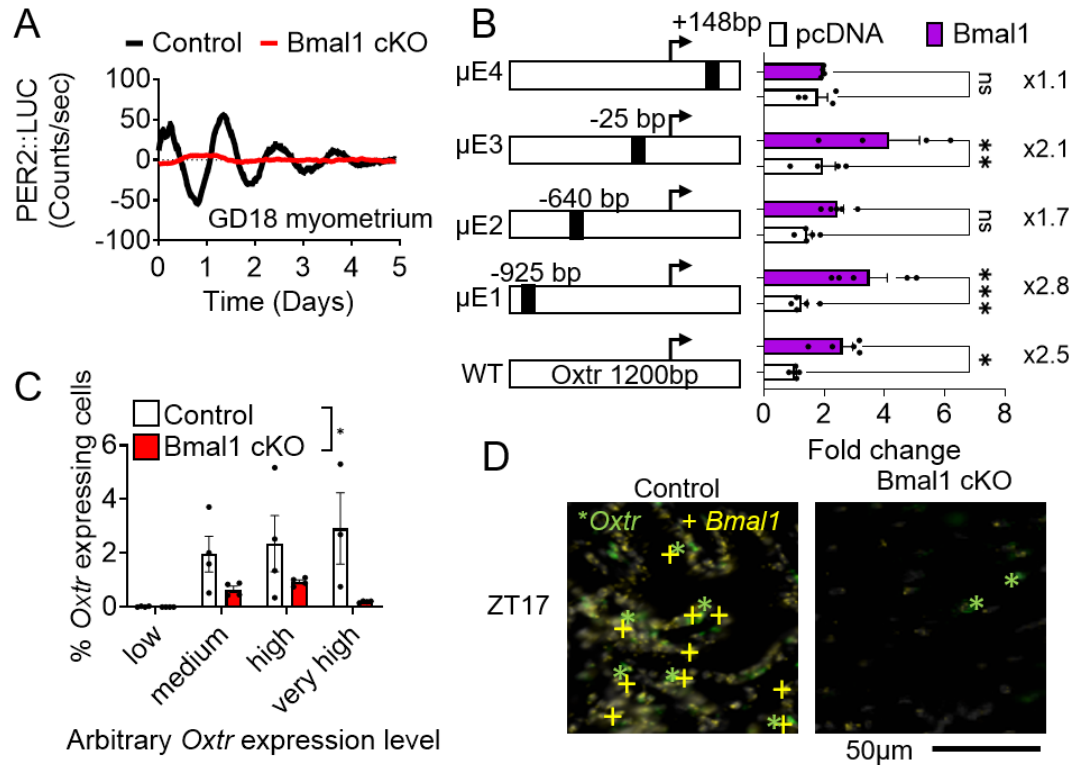 A
Control Bmal1 cKO
PER2::LUC
(Counts/sec)
100
50
0
-50
-100
GD18 myometrium
0 1 2 3 4 5
Time (Days)
B
+148bp
pcDNA Bmal1
µE4
ns
x1.1
-25 bp
µE3
**
x2.1
-640 bp
µE2
ns
x1.7
-925 bp
µE1
***
x2.8
WT
Oxtr 1200bp
*
x2.5
0 2 4 6 8
Fold change
C
Control
Bmal1 cKO
*
% Oxtr expressing cells
6
4
2
0
low
medium
high
very high
Arbitrary Oxtr expression level
D
Control
Bmal1 cKO
*Oxtr + Bmal1
ZT17
50µm